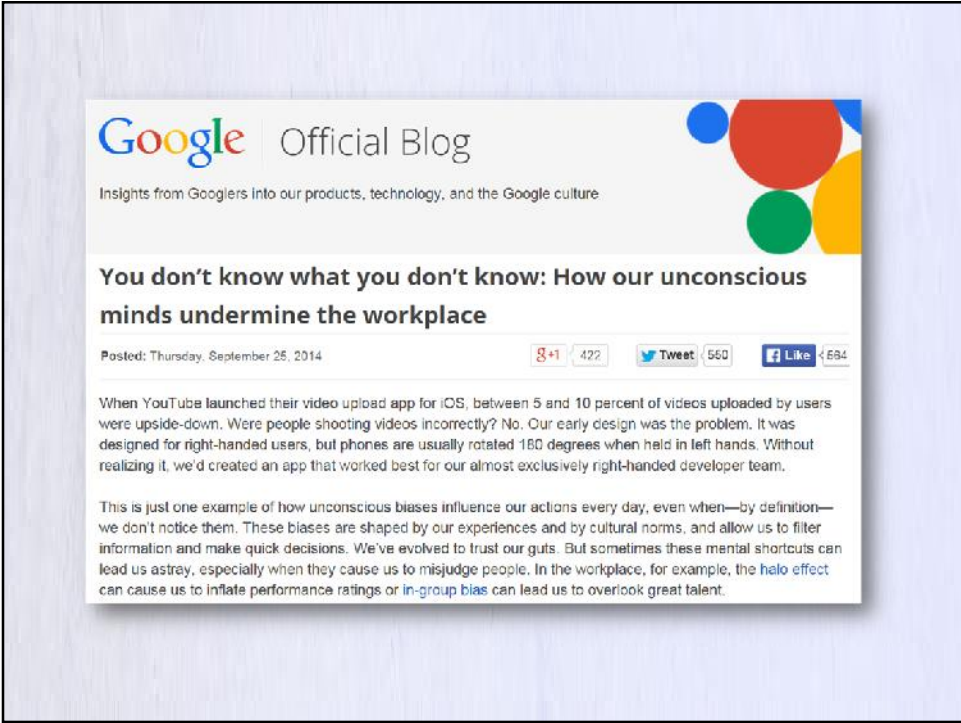 Google Official Blog
Insights from Googlers into our products, technology, and the Google culture
You don't know what you don't know: How our unconscious
minds undermine the workplace
Posted: Thursday, September 25, 2014 g+1 422 Tweet 550 f Like 564
When YouTube launched their video upload app for iOS, between 5 and 10 percent of videos uploaded by users
were upside-down. Were people shooting videos incorrectly? No. Our early design was the problem. It was
designed for right-handed users, but phones are usually rotated 180 degrees when held in left hands. Without
realizing it, we'd created an app that worked best for our almost exclusively right-handed developer team.
This is just one example of how unconscious biases influence our actions every day, even when—by definition—
we don't notice them. These biases are shaped by our experiences and by cultural norms, and allow us to filter
information and make quick decisions. We've evolved to trust our guts. But sometimes these mental shortcuts can
lead us astray, especially when they cause us to misjudge people. In the workplace, for example, the halo effect
can cause us to inflate performance ratings or in-group bias can lead us to overlook great talent.